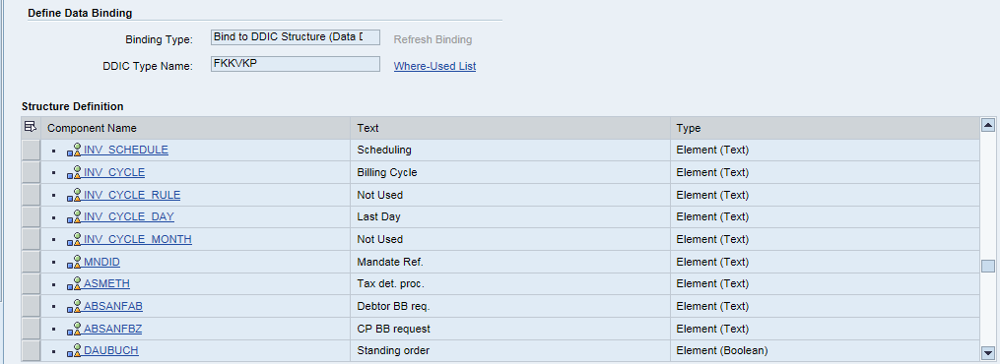 Define Data Binding
Binding Type: Bind to DDIC Structure (Data D Refresh Binding
DDIC Type Name: FKKVKP Where-Used List
Structure Definition
Component Name Text Type
INV_SCHEDULE Scheduling Element (Text)
INV_CYCLE Billing Cycle Element (Text)
INV_CYCLE_RULE Not Used Element (Text)
INV_CYCLE_DAY Last Day Element (Text)
INV_CYCLE_MONTH Not Used Element (Text)
MNDID Mandate Ref. Element (Text)
ASMETH Tax det. proc. Element (Text)
ABSANFAB Debtor BB req. Element (Text)
ABSANFBZ CP BB request Element (Text)
DAUBUCH Standing order Element (Boolean)